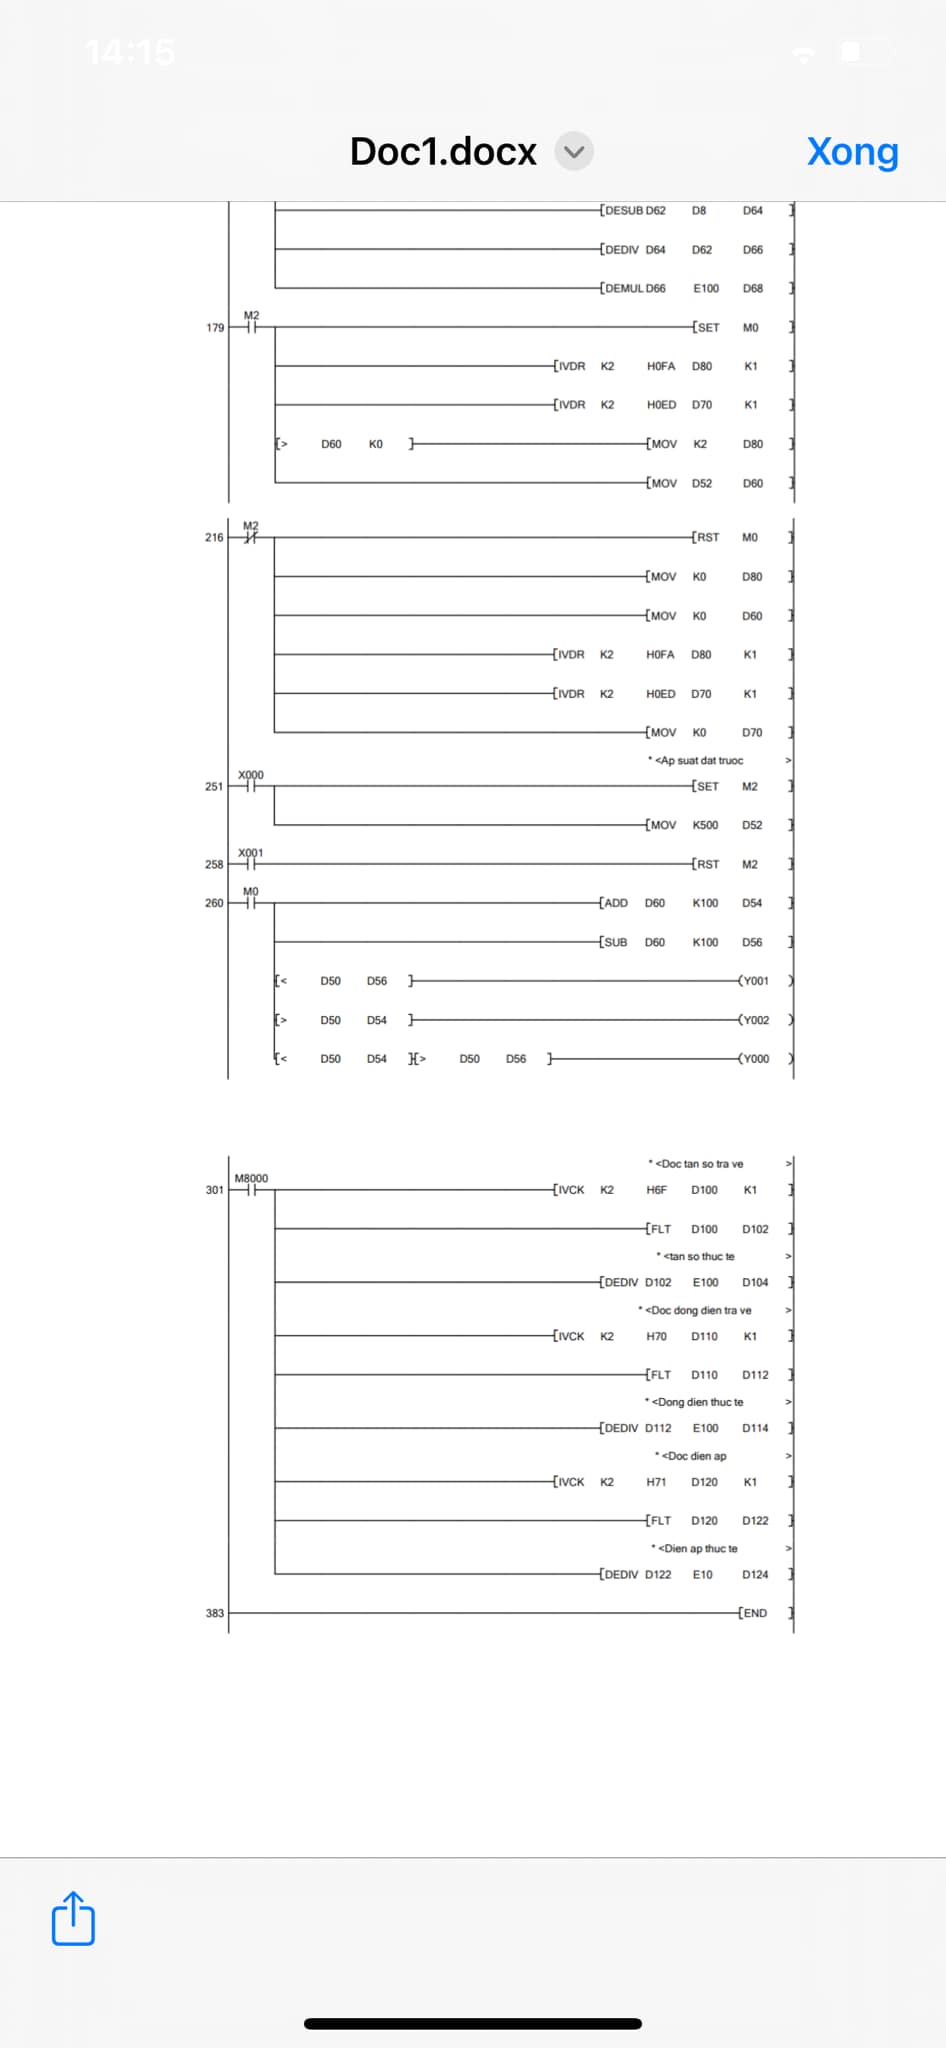 14:15
Doc1.docx
Xong
[DESUB D62 D8 D64 ]
[DEDIV D64 D62 D66 ]
[DEMUL D66 E100 D68 ]
M2
179 [SET M0 ]
[IVDR K2 H0FA D80 K1 ]
[IVDR K2 H0ED D70 K1 ]
[> D60 K0 ] [MOV K2 D80 ]
[MOV D52 D60 ]
M2
216 [RST M0 ]
[MOV K0 D80 ]
[MOV K0 D60 ]
[IVDR K2 H0FA D80 K1 ]
[IVDR K2 H0ED D70 K1 ]
[MOV K0 D70 ]
* <Ap suat dat truoc >
X000
251 [SET M2 ]
[MOV K500 D52 ]
X001
258 [RST M2 ]
M0
260 [ADD D60 K100 D54 ]
[SUB D60 K100 D56 ]
[< D50 D56 ] (Y001 )
[> D50 D54 ] (Y002 )
[< D50 D54 ][> D50 D56 ] (Y000 )
* <Doc tan so tra ve >
M8000
301 [IVCK K2 H6F D100 K1 ]
[FLT D100 D102 ]
* <tan so thuc te >
[DEDIV D102 E100 D104 ]
* <Doc dong dien tra ve >
[IVCK K2 H70 D110 K1 ]
[FLT D110 D112 ]
* <Dong dien thuc te >
[DEDIV D112 E100 D114 ]
* <Doc dien ap >
[IVCK K2 H71 D120 K1 ]
[FLT D120 D122 ]
* <Dien ap thuc te >
[DEDIV D122 E10 D124 ]
383 [END ]